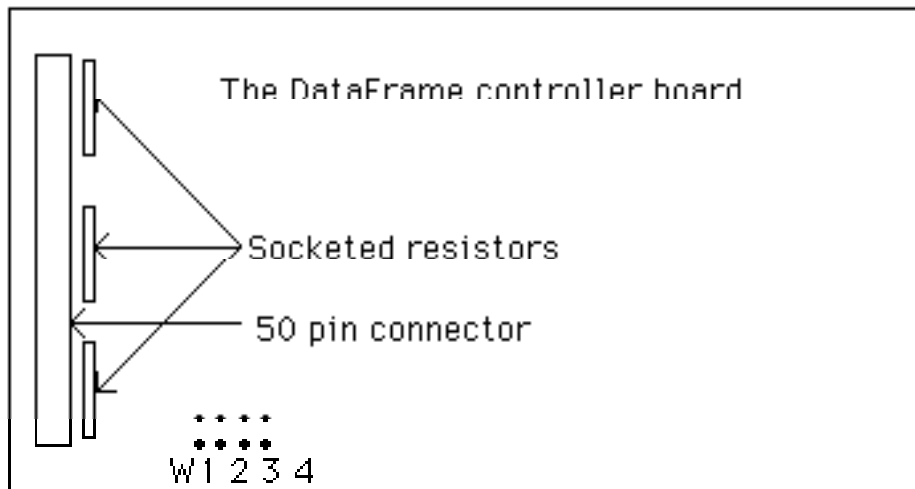 The DataFrame controller board
Socketed resistors
50 pin connector
W1 2 3 4